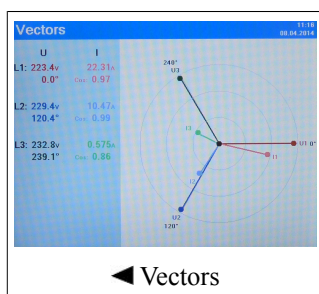 Vectors
11:18
09.04.2014
U I
L1: 223.4v 22.31A
0.0° Cos: 0.97
L2: 229.4v 10.47A
120.4° Cos: 0.99
L3: 232.8v 0.575A
239.1° Cos: 0.86
240°
U3
I3
U1 0°
I1
I2
U2
120°
◄ Vectors